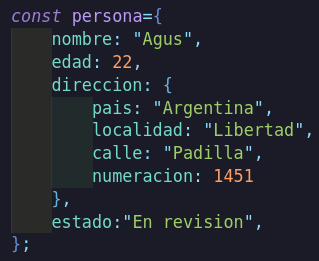 const persona={
    nombre: "Agus",
    edad: 22,
    direccion: {
        pais: "Argentina",
        localidad: "Libertad",
        calle: "Padilla",
        numeracion: 1451
    },
    estado:"En revision",
};